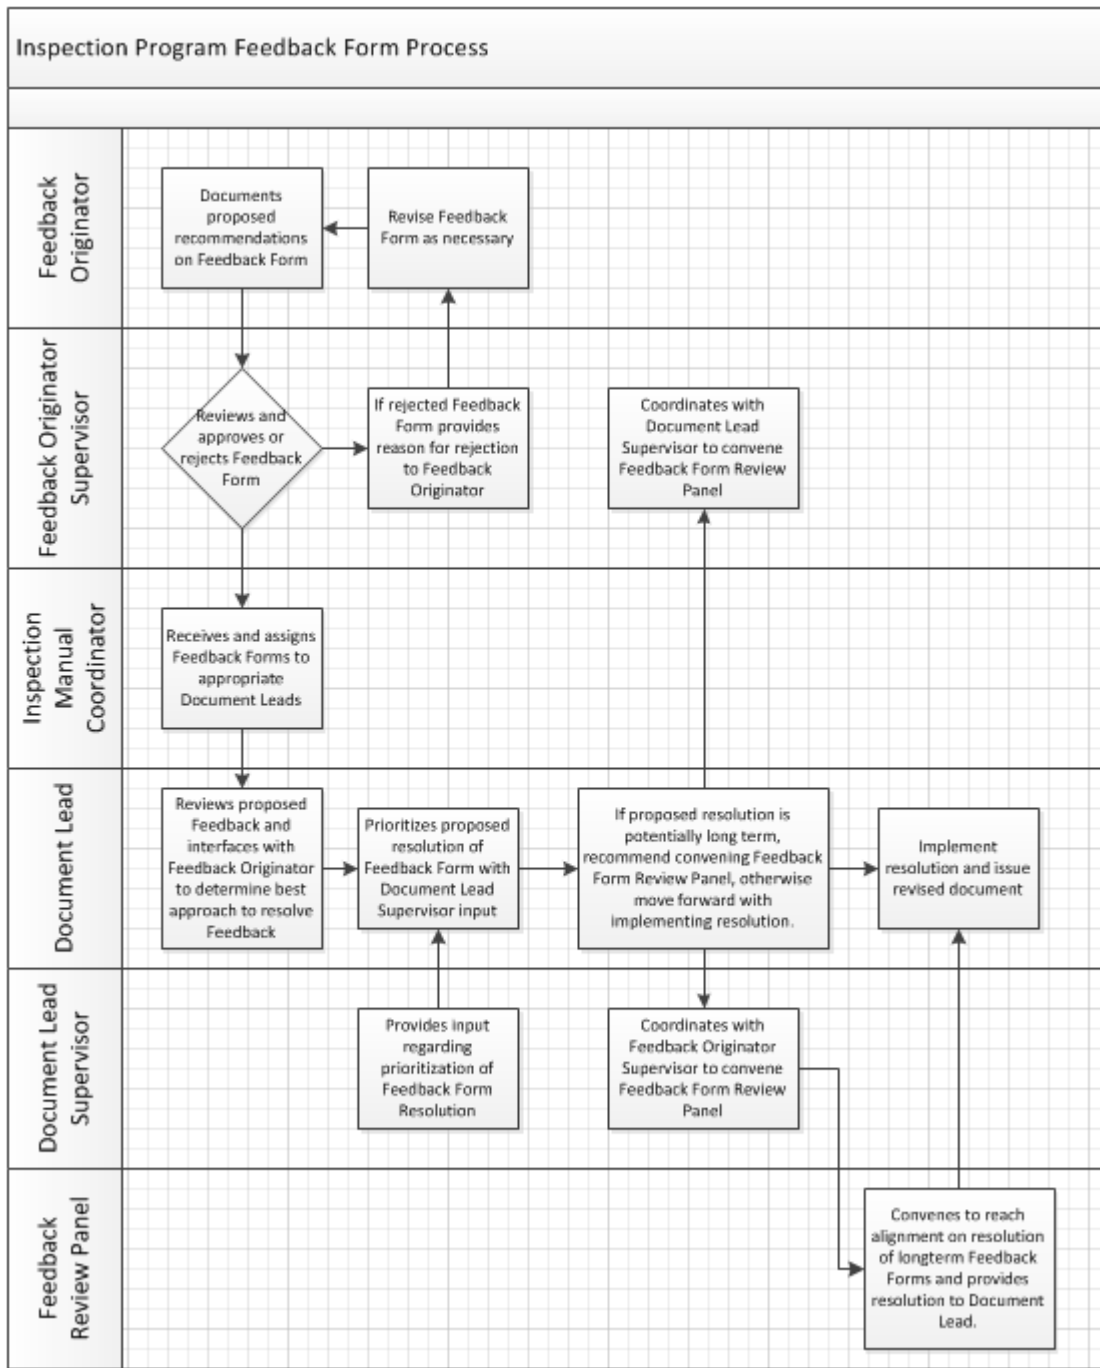 Inspection Program Feedback Form Process
Feedback
Originator
Documents
proposed
recommendations
on Feedback Form
Revise Feedback
Form as necessary
Feedback Originator
Supervisor
Reviews and
approves or
rejects Feedback
Form
If rejected Feedback
Form provides
reason for rejection
to Feedback
Originator
Coordinates with
Document Lead
Supervisor to convene
Feedback Form Review
Panel
Inspection
Manual
Coordinator
Receives and assigns
Feedback Forms to
appropriate
Document Leads
Document Lead
Reviews proposed
Feedback and
interfaces with
Feedback Originator
to determine best
approach to resolve
Feedback
Prioritizes proposed
resolution of
Feedback Form with
Document Lead
Supervisor input
If proposed resolution is
potentially long term,
recommend convening Feedback
Form Review Panel, otherwise
move forward with
implementing resolution.
Implement
resolution and issue
revised document
Document Lead
Supervisor
Provides input
regarding
prioritization of
Feedback Form
Resolution
Coordinates with
Feedback Originator
Supervisor to convene
Feedback Form Review
Panel
Feedback
Review Panel
Convenes to reach
alignment on resolution
of longterm Feedback
Forms and provides
resolution to Document
Lead.